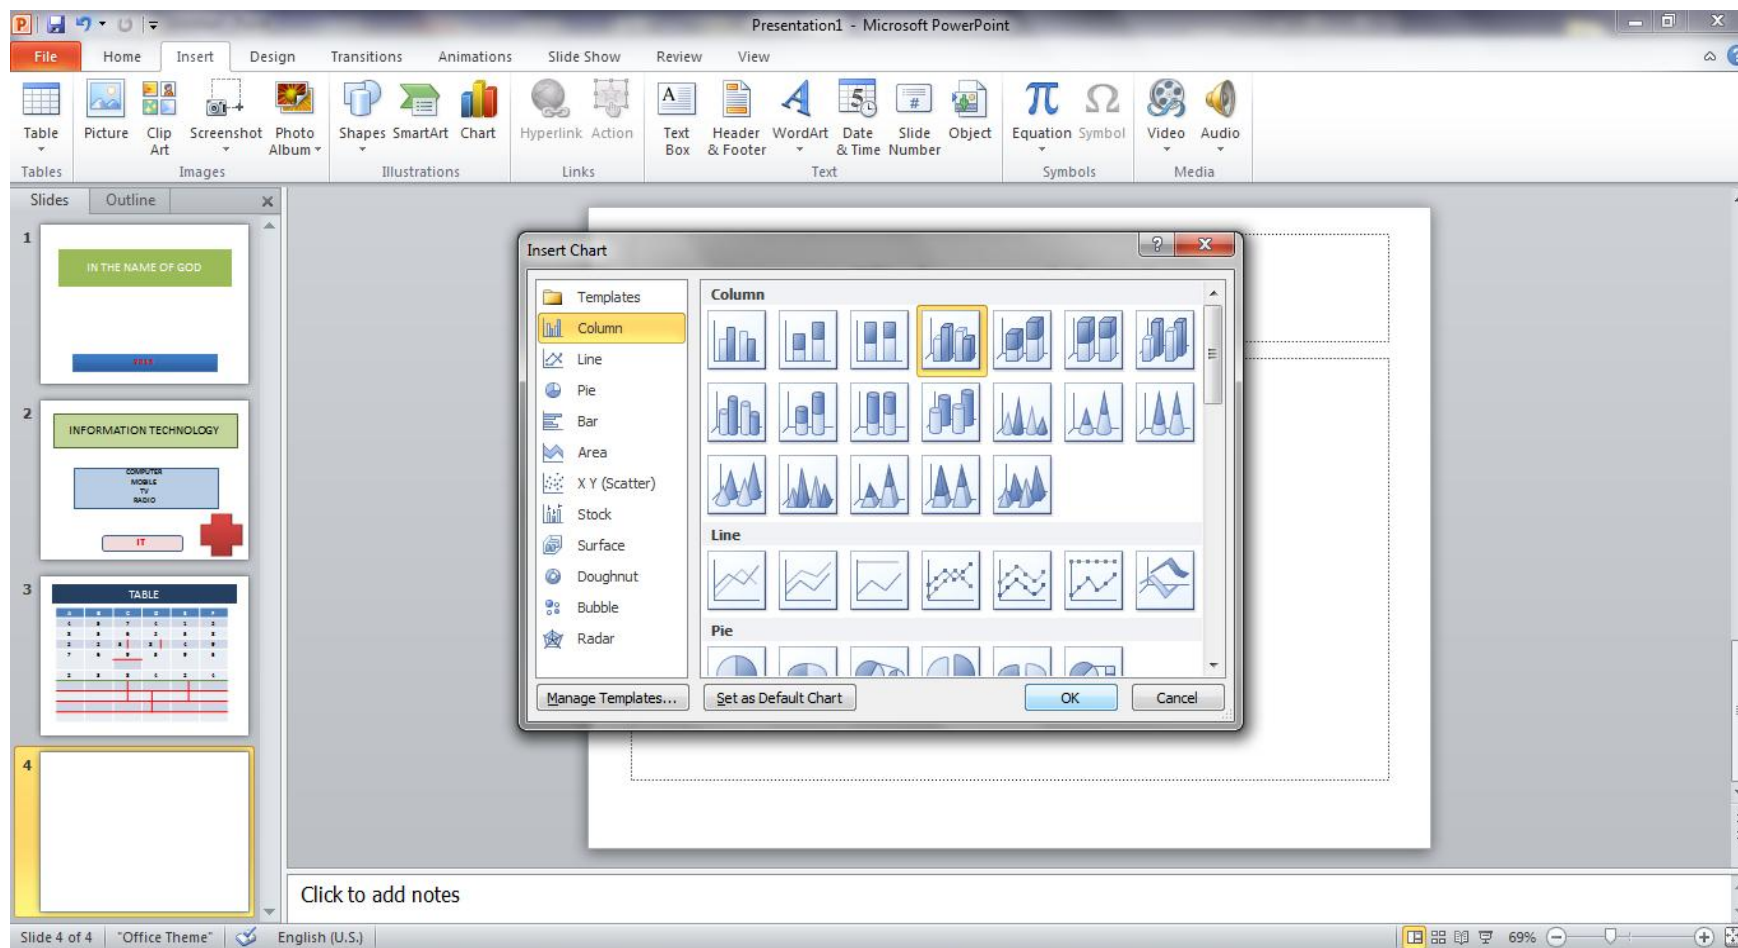 Presentation1 - Microsoft PowerPoint
File Home Insert Design Transitions Animations Slide Show Review View
Table Picture Clip Art Screenshot Photo Album Shapes SmartArt Chart Hyperlink Action Text Box Header & Footer WordArt Date & Time Slide Number Object Equation Symbol Video Audio
Tables Images Illustrations Links Text Symbols Media
Slides Outline
1
IN THE NAME OF GOD
2
INFORMATION TECHNOLOGY
COMPUTER
MOBILE
TV
RADIO
IT
3
TABLE
4
Insert Chart
Templates
Column
Line
Pie
Bar
Area
X Y (Scatter)
Stock
Surface
Doughnut
Bubble
Radar
Column
Line
Pie
Manage Templates... Set as Default Chart OK Cancel
Click to add notes
Slide 4 of 4 "Office Theme" English (U.S.) 69%